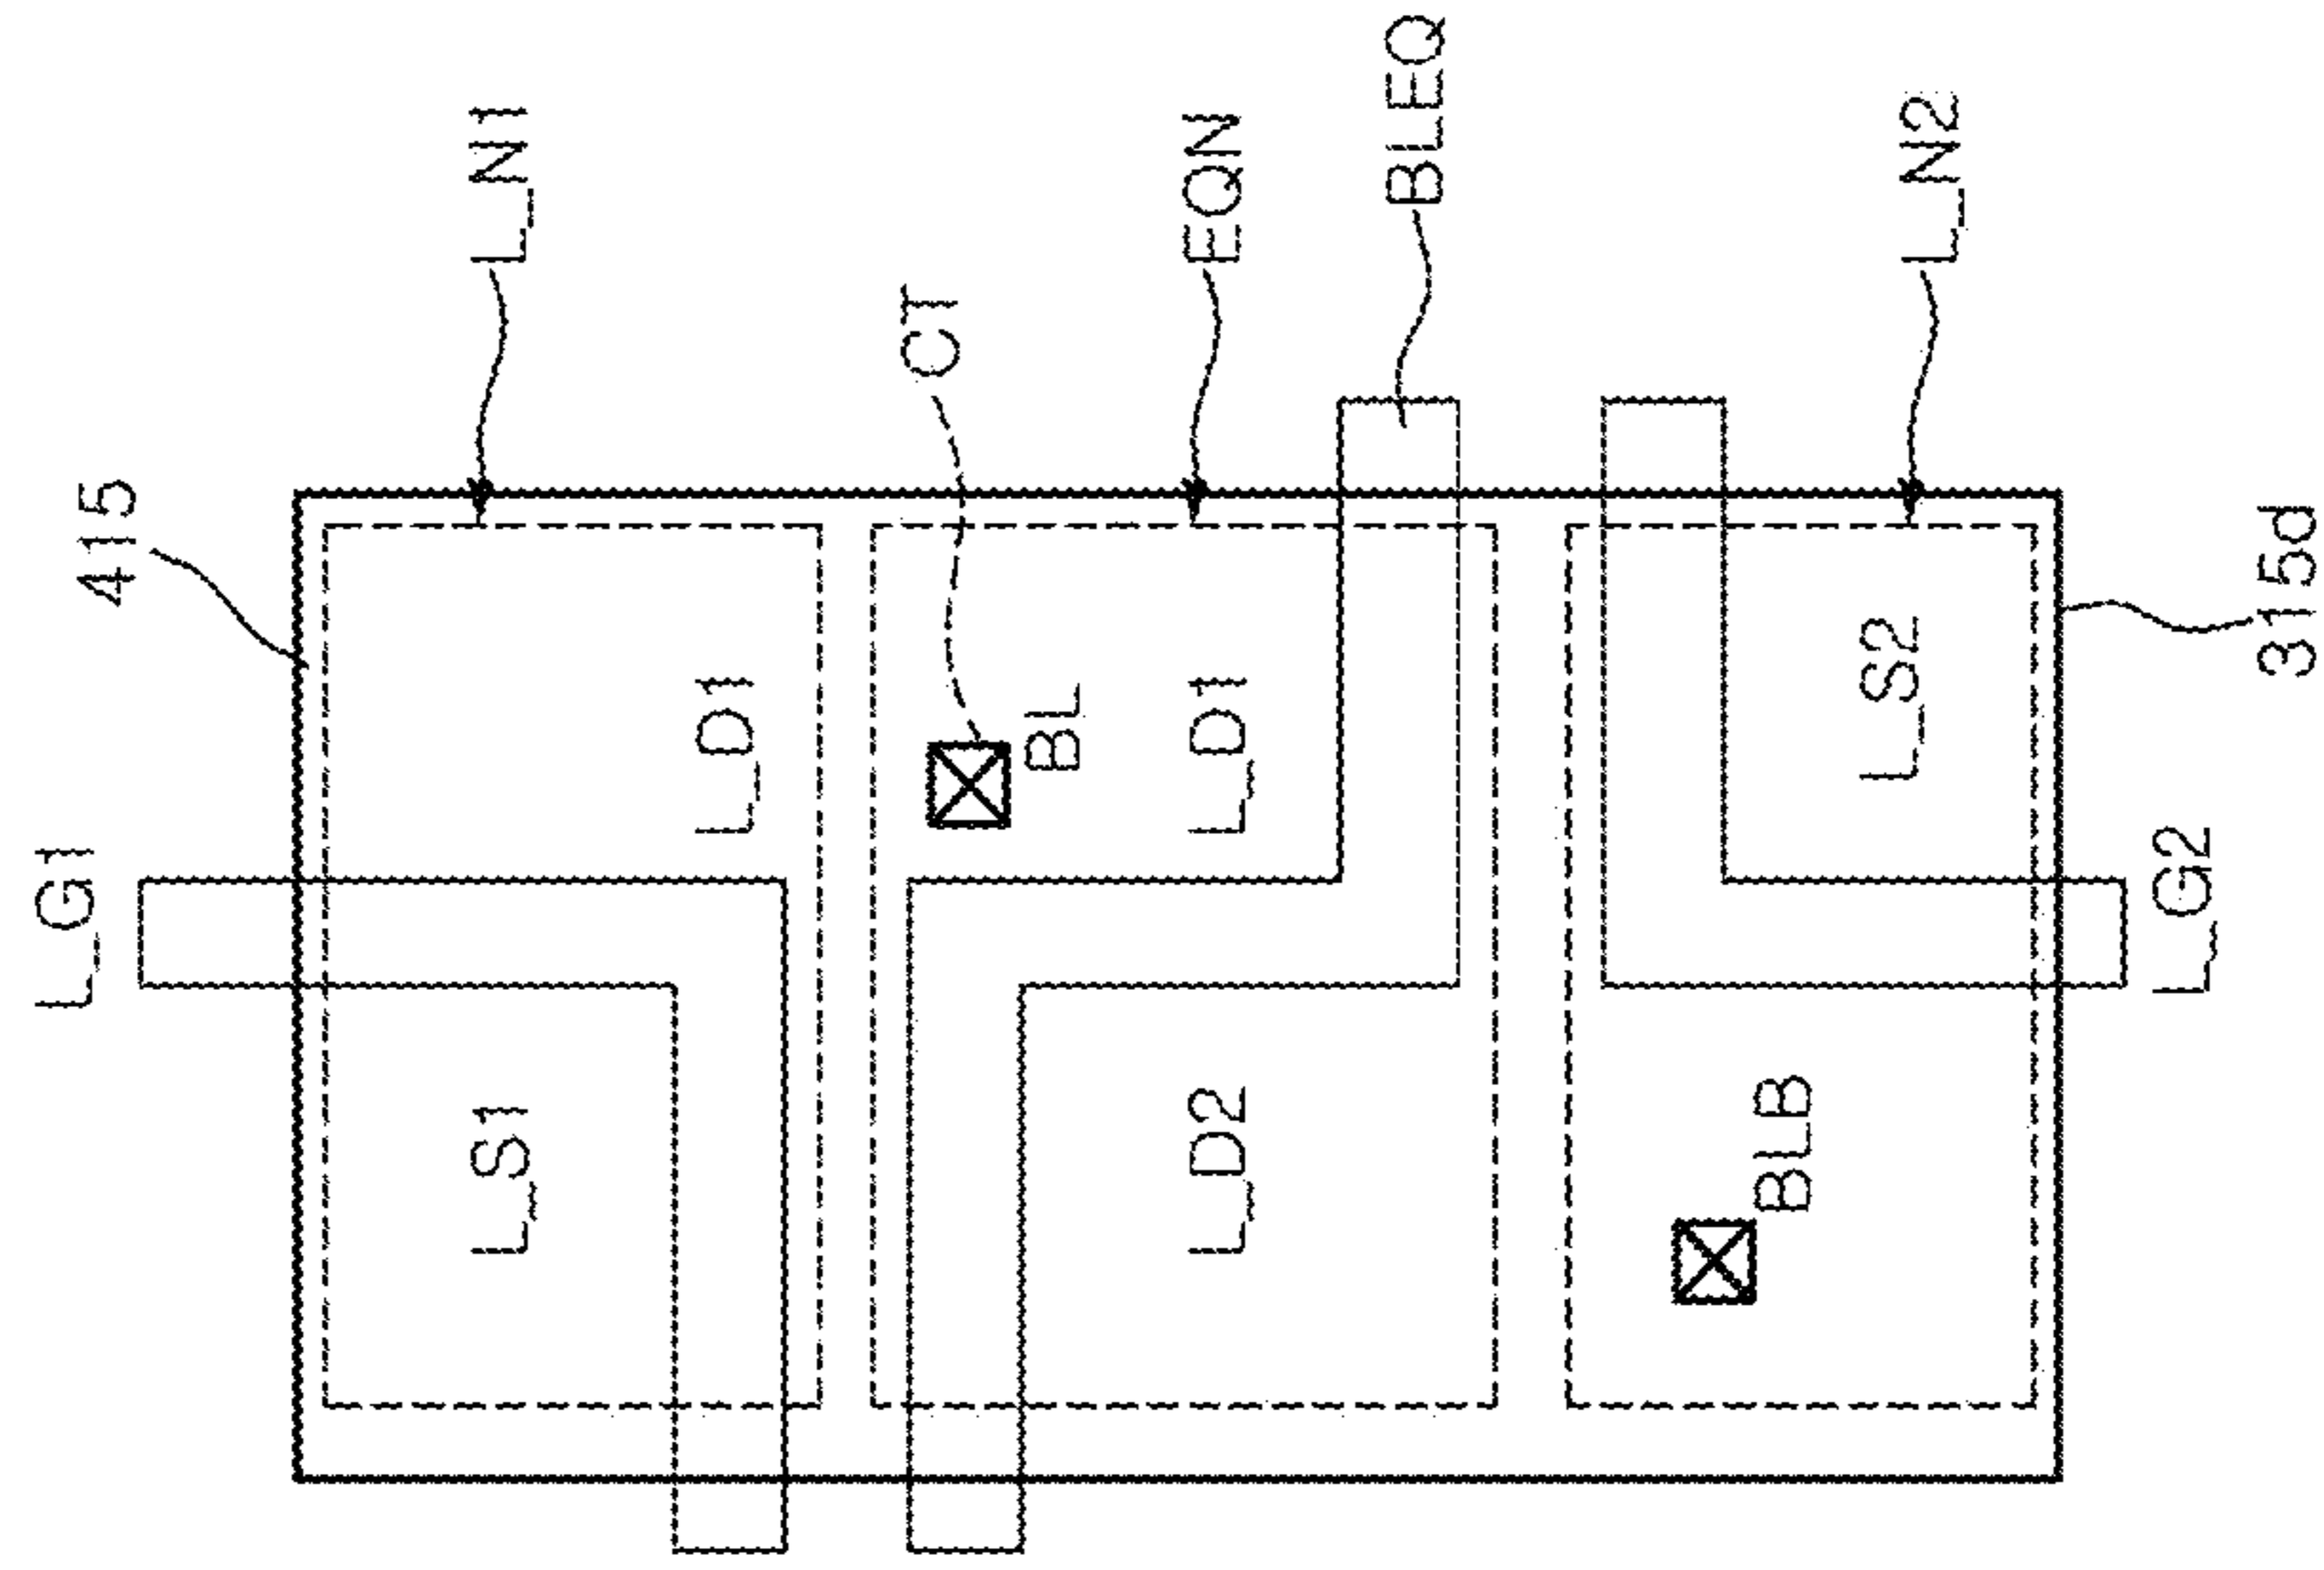 L_G1
415
L_N1
L_S1
L_D1
CT
BL
EQN
L_D2
L_D1
BLEQ
BLB
L_S2
L_N2
L_G2
315d